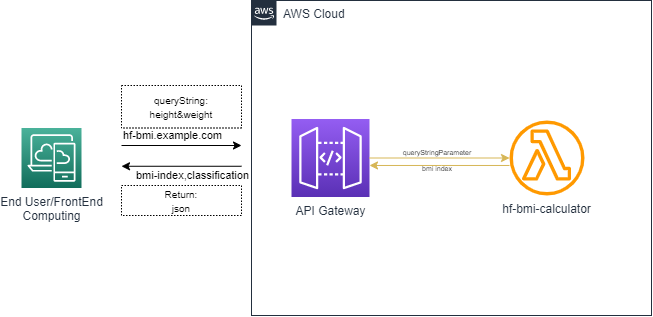 aws
AWS Cloud
queryString:
height&weight
hf-bmi.example.com
bmi-index,classification
Return:
json
End User/FrontEnd
Computing
API Gateway
queryStringParameter
bmi index
hf-bmi-calculator